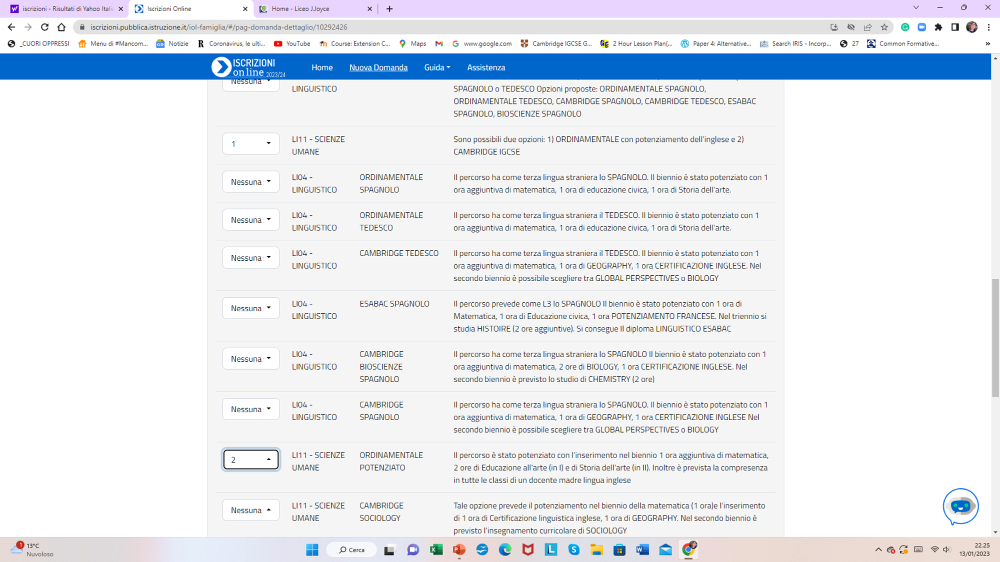 iscrizioni - Risultati di Yahoo Italia
Iscrizioni Online
Home - Liceo J.Joyce
iscrizioni.pubblica.istruzione.it/iol-famiglia/#/pag-domanda-dettaglio/10292426
_CUORI OPPRESSI
Menu di #Mancom...
Notizie
Coronavirus, le ulti...
YouTube
Course: Extension C...
Maps
www.google.com
Cambridge IGCSE G...
2 Hour Lesson Plan(...
Paper 4: Alternative...
Search IRIS - Incorp...
27
Common Formative...
»
ISCRIZIONI
on line 2023/24
Home
Nuova Domanda
Guida
Assistenza
Nessuna
LINGUISTICO
SPAGNOLO o TEDESCO Opzioni proposte: ORDINAMENTALE SPAGNOLO,
ORDINAMENTALE TEDESCO, CAMBRIDGE SPAGNOLO, CAMBRIDGE TEDESCO, ESABAC
SPAGNOLO, BIOSCIENZE SPAGNOLO
1
LI11 - SCIENZE
UMANE
Sono possibili due opzioni: 1) ORDINAMENTALE con potenziamento dell'inglese e 2)
CAMBRIDGE IGCSE
Nessuna
LI04 -
LINGUISTICO
ORDINAMENTALE
SPAGNOLO
Il percorso ha come terza lingua straniera lo SPAGNOLO. Il biennio è stato potenziato con 1
ora aggiuntiva di matematica, 1 ora di educazione civica, 1 ora di Storia dell'arte.
Nessuna
LI04 -
LINGUISTICO
ORDINAMENTALE
TEDESCO
Il percorso ha come terza lingua straniera il TEDESCO. Il biennio è stato potenziato con 1
ora aggiuntiva di matematica, 1 ora di educazione civica, 1 ora di Storia dell'arte.
Nessuna
LI04 -
LINGUISTICO
CAMBRIDGE TEDESCO
Il percorso ha come terza lingua straniera il TEDESCO. Il biennio è stato potenziato con 1
ora aggiuntiva di matematica, 1 ora di GEOGRAPHY, 1 ora CERTIFICAZIONE INGLESE. Nel
secondo biennio è possibile scegliere tra GLOBAL PERSPECTIVES o BIOLOGY
Nessuna
LI04 -
LINGUISTICO
ESABAC SPAGNOLO
Il percorso prevede come L3 lo SPAGNOLO Il biennio è stato potenziato con 1 ora di
Matematica, 1 ora di Educazione civica, 1 ora POTENZIAMENTO FRANCESE. Nel triennio si
studia HISTOIRE (2 ore aggiuntive). Si consegue Il diploma LINGUISTICO ESABAC
Nessuna
LI04 -
LINGUISTICO
CAMBRIDGE
BIOSCIENZE
SPAGNOLO
Il percorso ha come terza lingua straniera lo SPAGNOLO Il biennio è stato potenziato con 1
ora aggiuntiva di matematica, 2 ore di BIOLOGY, 1 ora CERTIFICAZIONE INGLESE. Nel
secondo biennio è previsto lo studio di CHEMISTRY (2 ore)
Nessuna
LI04 -
LINGUISTICO
CAMBRIDGE
SPAGNOLO
Il percorso ha come terza lingua straniera lo SPAGNOLO. Il biennio è stato potenziato con 1
ora aggiuntiva di matematica, 1 ora di GEOGRAPHY, 1 ora CERTIFICAZIONE INGLESE Nel
secondo biennio è possibile scegliere tra GLOBAL PERSPECTIVES o BIOLOGY
2
LI11 - SCIENZE
UMANE
ORDINAMENTALE
POTENZIATO
Il percorso è stato potenziato con l'inserimento nel biennio 1 ora aggiuntiva di matematica,
2 ore di Educazione all'arte (in I) e di Storia dell'arte (in II). Inoltre è prevista la compresenza
in tutte le classi di un docente madre lingua inglese
Nessuna
LI11 - SCIENZE
UMANE
CAMBRIDGE
SOCIOLOGY
Tale opzione prevede il potenziamento nel biennio della matematica (1 ora)e l'inserimento
di 1 ora di Certificazione linguistica inglese, 1 ora di GEOGRAPHY. Nel secondo biennio è
previsto l'insegnamento curricolare di SOCIOLOGY
1
13°C
Nuvoloso
Cerca
22.25
13/01/2023